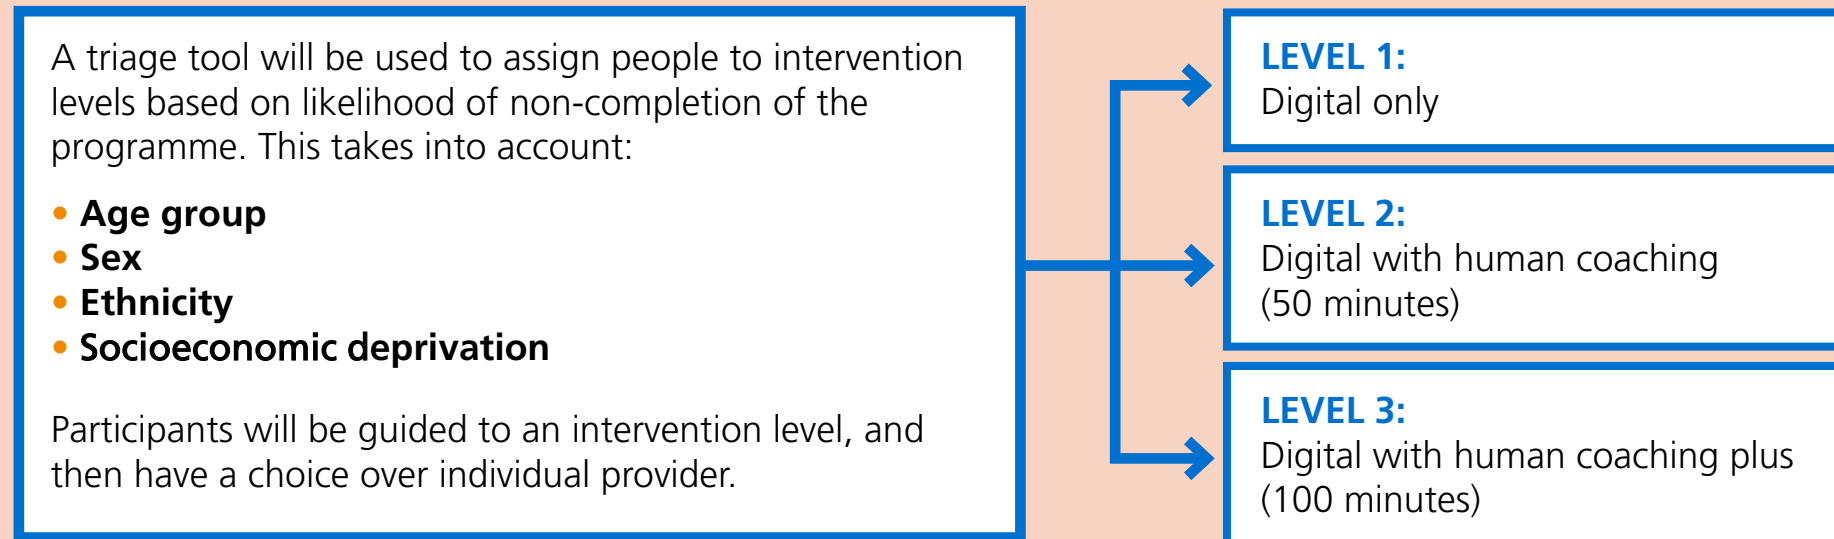 A triage tool will be used to assign people to intervention
levels based on likelihood of non-completion of the
programme. This takes into account:
• Age group
• Sex
• Ethnicity
• Socioeconomic deprivation
Participants will be guided to an intervention level, and
then have a choice over individual provider.
LEVEL 1:
Digital only
LEVEL 2:
Digital with human coaching
(50 minutes)
LEVEL 3:
Digital with human coaching plus
(100 minutes)